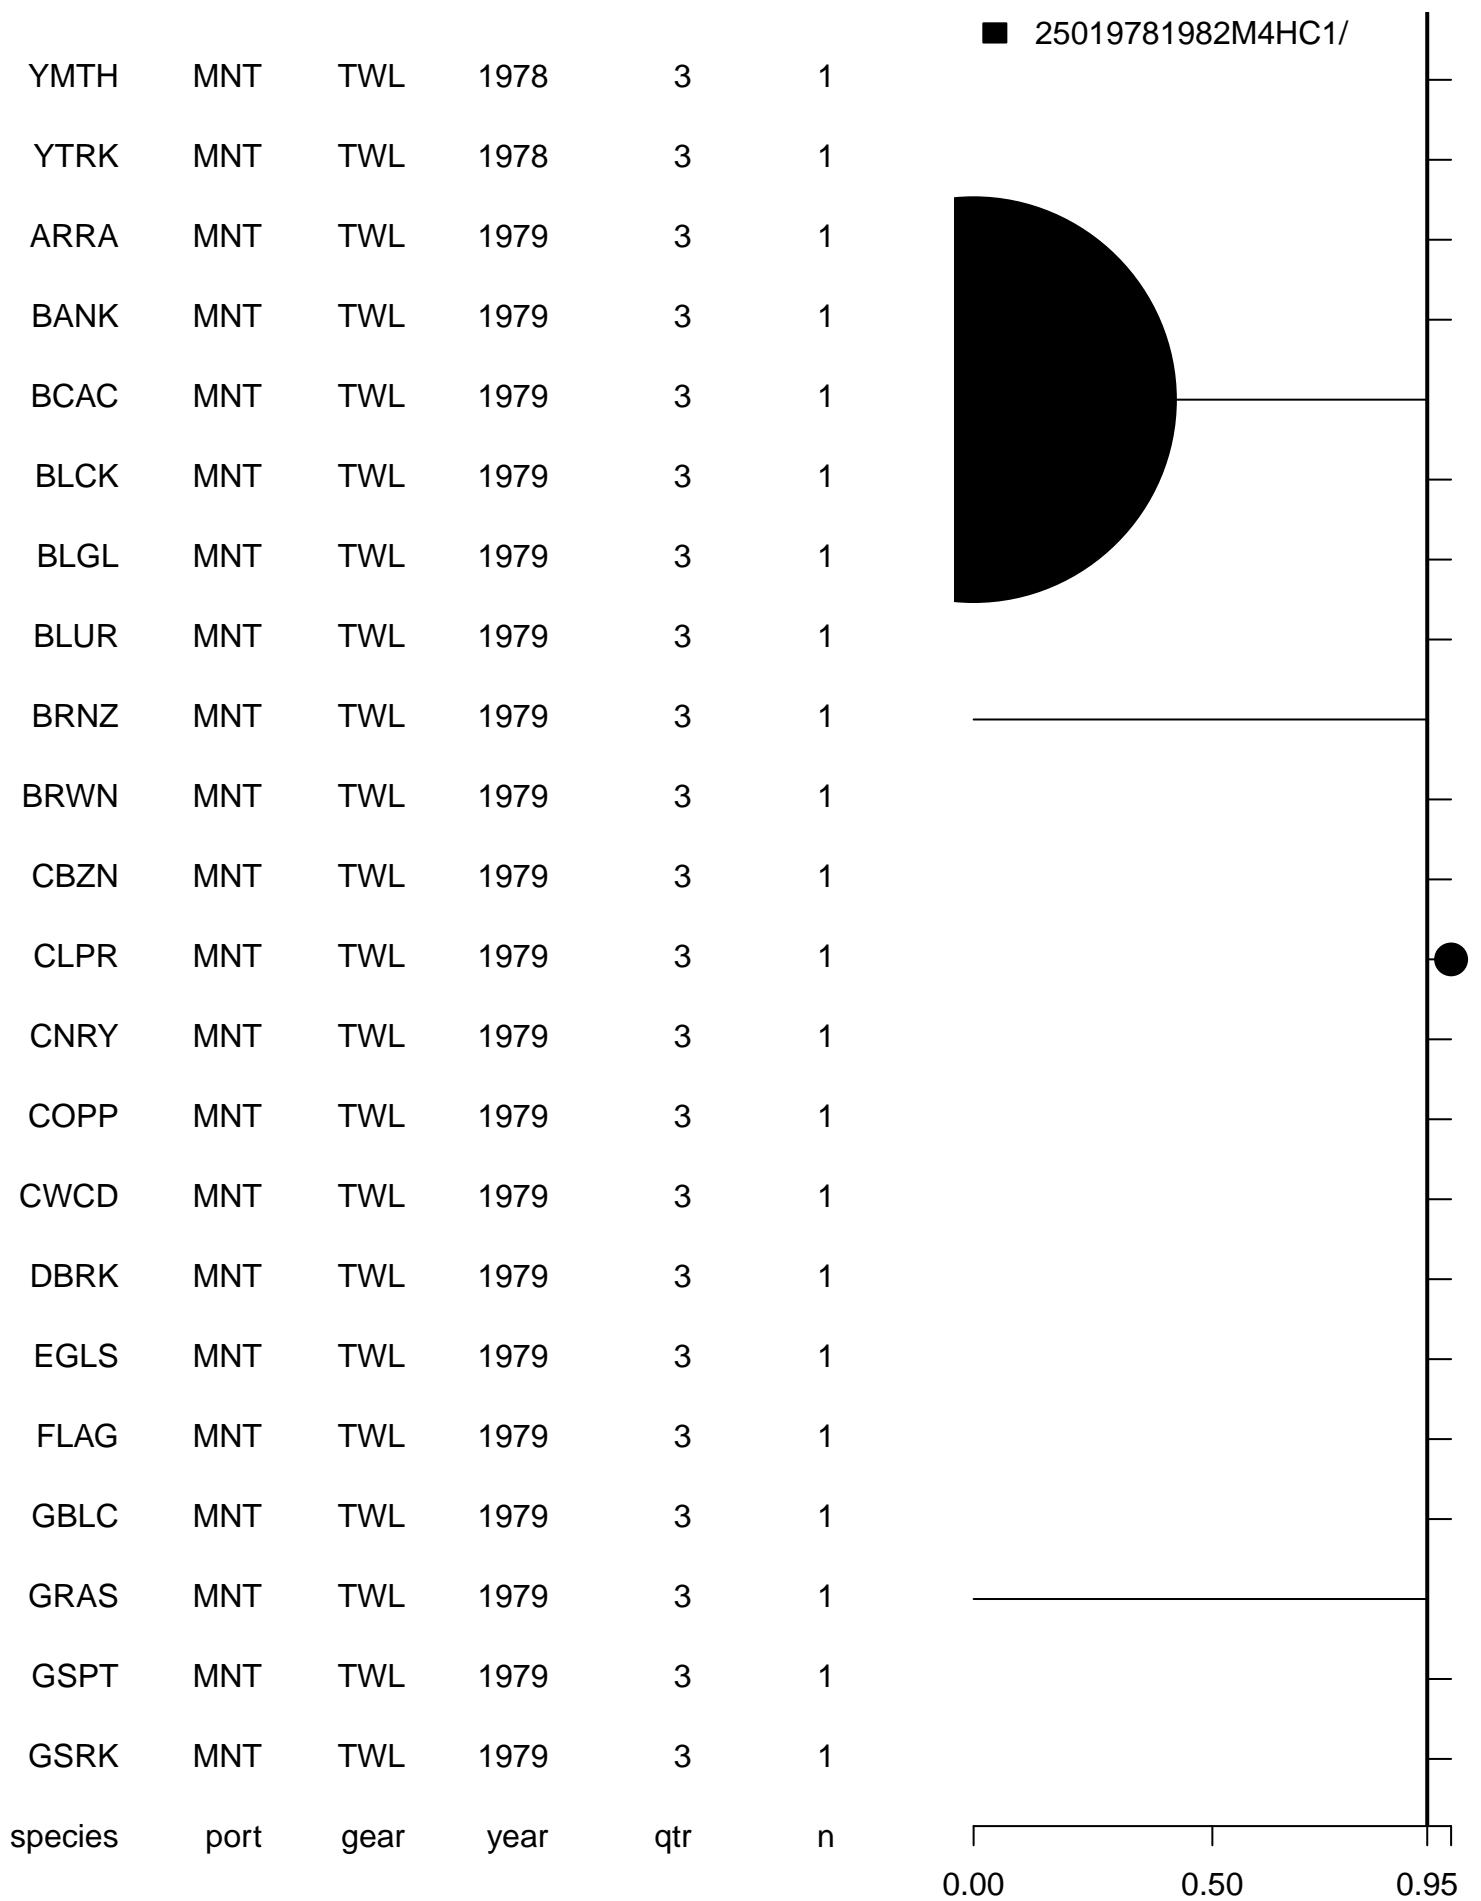 25019781982M4HC1/
YMTH MNT TWL 1978 3 1
YTRK MNT TWL 1978 3 1
ARRA MNT TWL 1979 3 1
BANK MNT TWL 1979 3 1
BCAC MNT TWL 1979 3 1
BLCK MNT TWL 1979 3 1
BLGL MNT TWL 1979 3 1
BLUR MNT TWL 1979 3 1
BRNZ MNT TWL 1979 3 1
BRWN MNT TWL 1979 3 1
CBZN MNT TWL 1979 3 1
CLPR MNT TWL 1979 3 1
CNRY MNT TWL 1979 3 1
COPP MNT TWL 1979 3 1
CWCD MNT TWL 1979 3 1
DBRK MNT TWL 1979 3 1
EGLS MNT TWL 1979 3 1
FLAG MNT TWL 1979 3 1
GBLC MNT TWL 1979 3 1
GRAS MNT TWL 1979 3 1
GSPT MNT TWL 1979 3 1
GSRK MNT TWL 1979 3 1
species port gear year qtr n
0.00 0.50 0.95